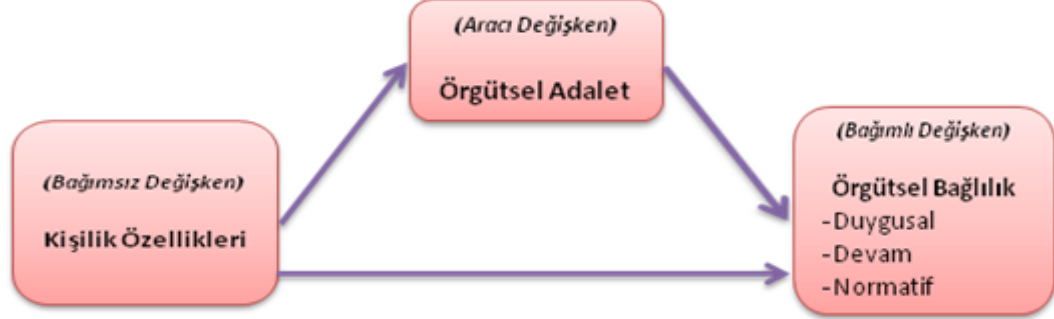 (Aracı Değişken)
Örgütsel Adalet
(Bağımsız Değişken)
Kişilik Özellikleri
(Bağımlı Değişken)
Örgütsel Bağlılık
-Duygusal
-Devam
-Normatif